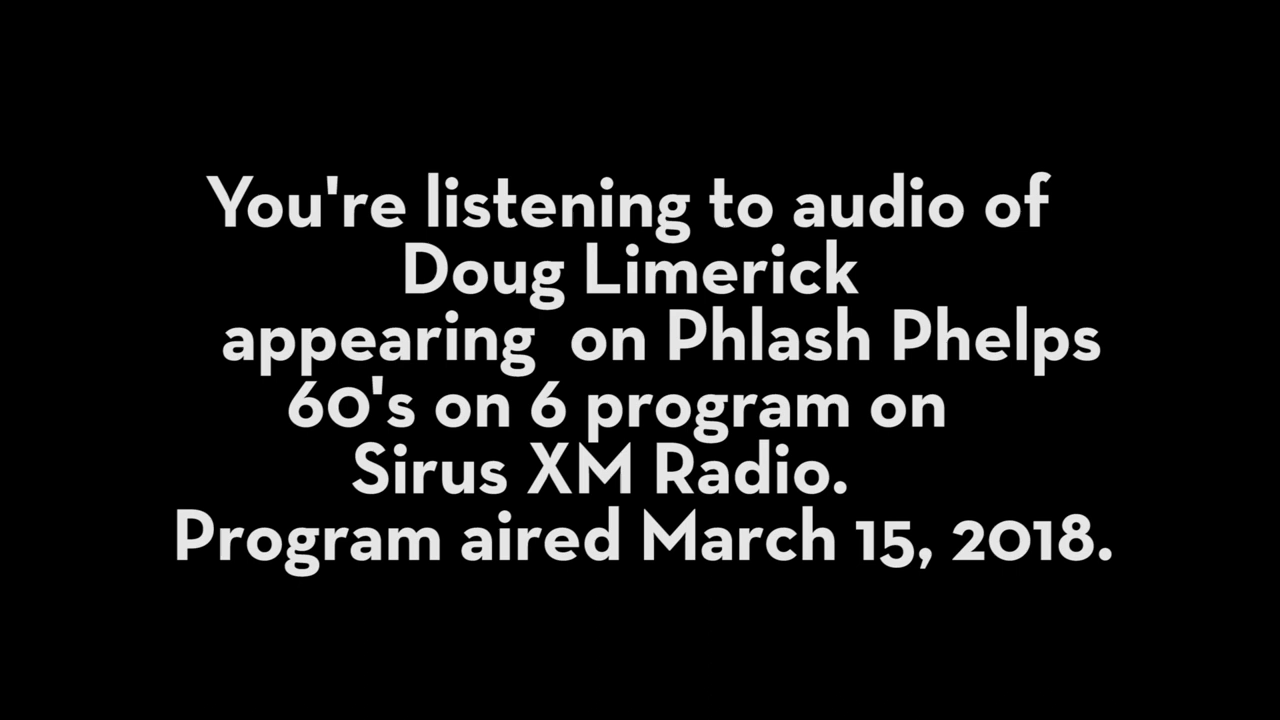 You're listening to audio of
Doug Limerick
appearing  on Phlash Phelps
60's on 6 program on
Sirus XM Radio.
Program aired March 15, 2018.